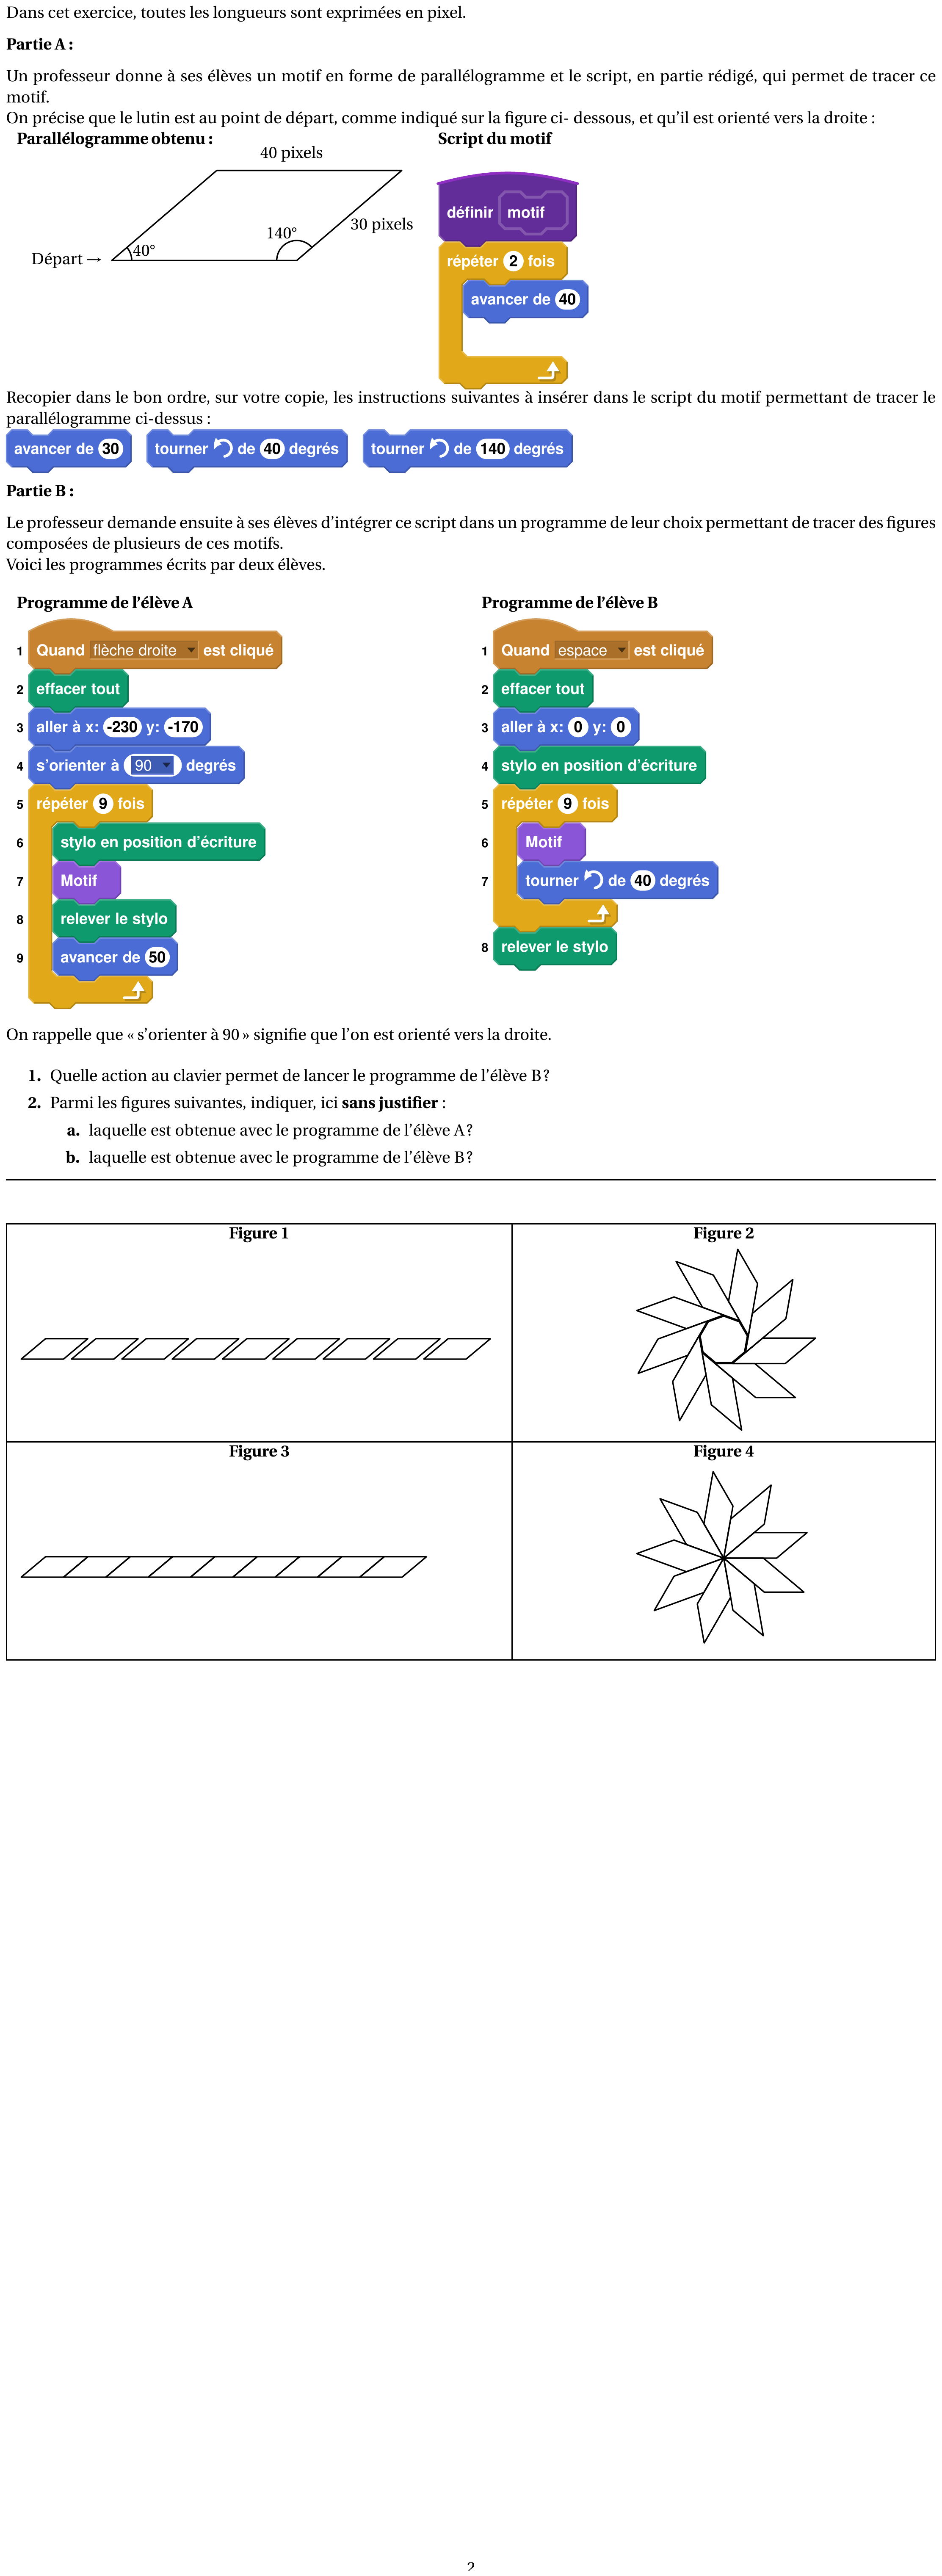 Dans cet exercice, toutes les longueurs sont exprimées en pixel.
Partie A :
Un professeur donne à ses élèves un motif en forme de parallélogramme et le script, en partie rédigé, qui permet de tracer ce
motif.
On précise que le lutin est au point de départ, comme indiqué sur la figure ci- dessous, et qu'il est orienté vers la droite :
Parallélogramme obtenu :
Script du motif
40 pixels
30 pixels
140°
40°
Départ →
définir motif
répéter 2 fois
avancer de 40
Recopier dans le bon ordre, sur votre copie, les instructions suivantes à insérer dans le script du motif permettant de tracer le
parallélogramme ci-dessus :
avancer de 30
tourner de 40 degrés
tourner de 140 degrés
Partie B :
Le professeur demande ensuite à ses élèves d'intégrer ce script dans un programme de leur choix permettant de tracer des figures
composées de plusieurs de ces motifs.
Voici les programmes écrits par deux élèves.
Programme de l'élève A
1 Quand flèche droite est cliqué
2 effacer tout
3 aller à x: -230 y: -170
4 s'orienter à 90 degrés
5 répéter 9 fois
6 stylo en position d'écriture
7 Motif
8 relever le stylo
9 avancer de 50
Programme de l'élève B
1 Quand espace est cliqué
2 effacer tout
3 aller à x: 0 y: 0
4 stylo en position d'écriture
5 répéter 9 fois
6 Motif
7 tourner de 40 degrés
8 relever le stylo
On rappelle que « s'orienter à 90 » signifie que l'on est orienté vers la droite.
1. Quelle action au clavier permet de lancer le programme de l'élève B ?
2. Parmi les figures suivantes, indiquer, ici sans justifier :
a. laquelle est obtenue avec le programme de l'élève A ?
b. laquelle est obtenue avec le programme de l'élève B ?
Figure 1
Figure 2
Figure 3
Figure 4
2